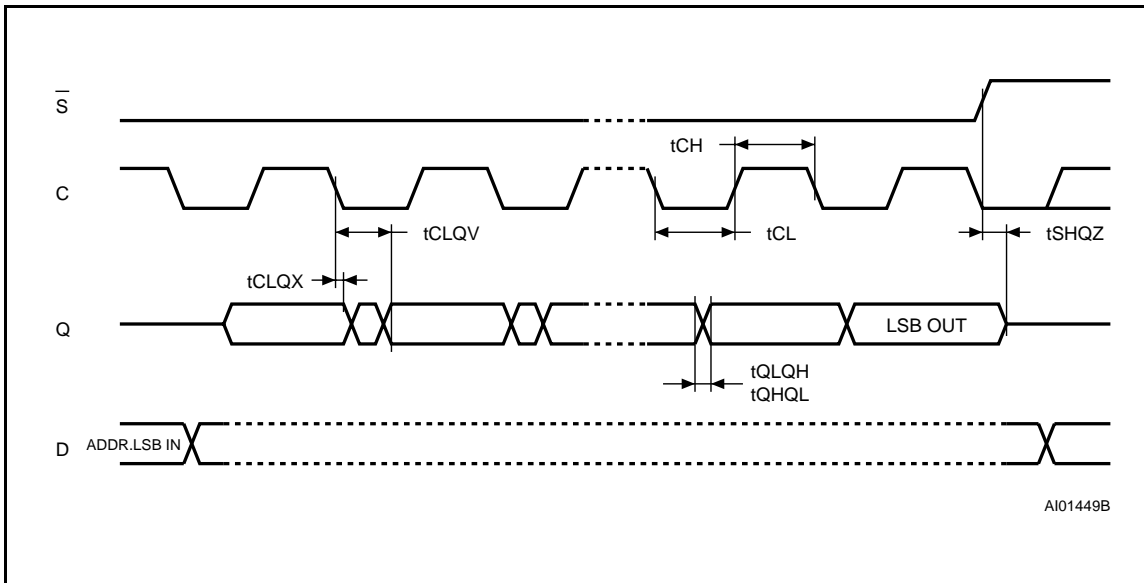 S
tCH
C
tCLQV
tCL
tSHQZ
tCLQX
Q
LSB OUT
tQLQH
tQHQL
D
ADDR.LSB IN
AI01449B